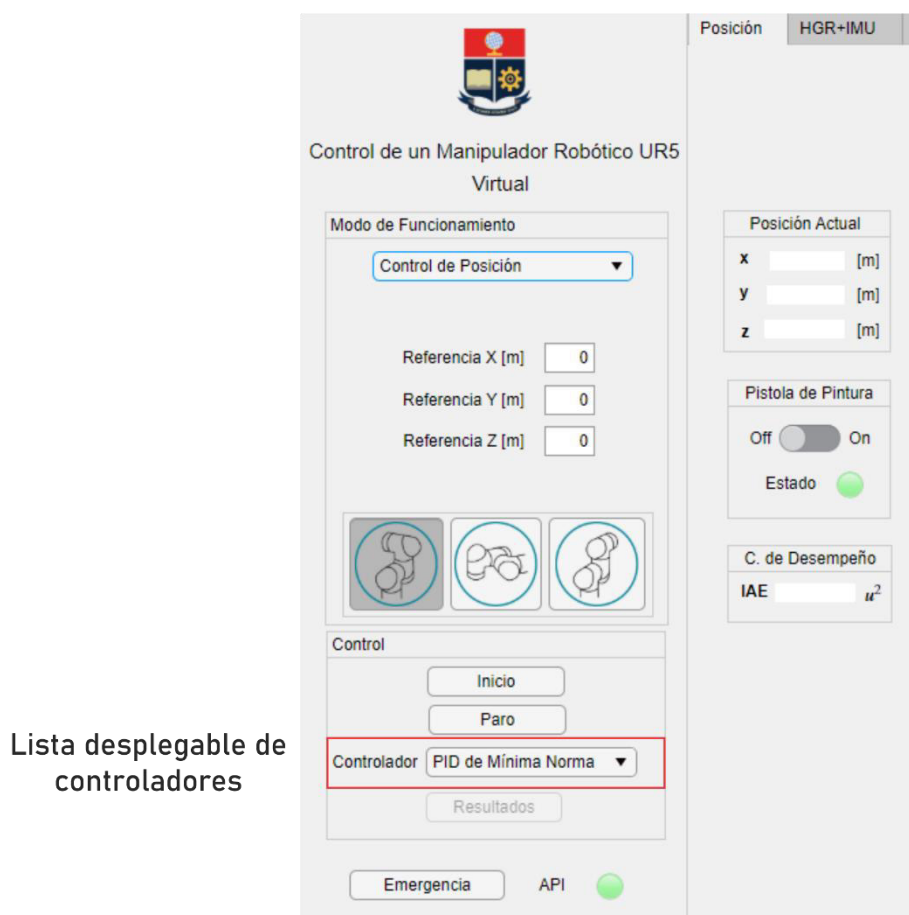 Control de un Manipulador Robótico UR5
Virtual
Modo de Funcionamiento
Control de Posición
Referencia X [m] 0
Referencia Y [m] 0
Referencia Z [m] 0
Control
Inicio
Paro
Lista desplegable de
controladores
Controlador PID de Mínima Norma
Resultados
Emergencia API
Posición HGR+IMU
Posición Actual
x [m]
y [m]
z [m]
Pistola de Pintura
Off On
Estado
C. de Desempeño
IAE u²